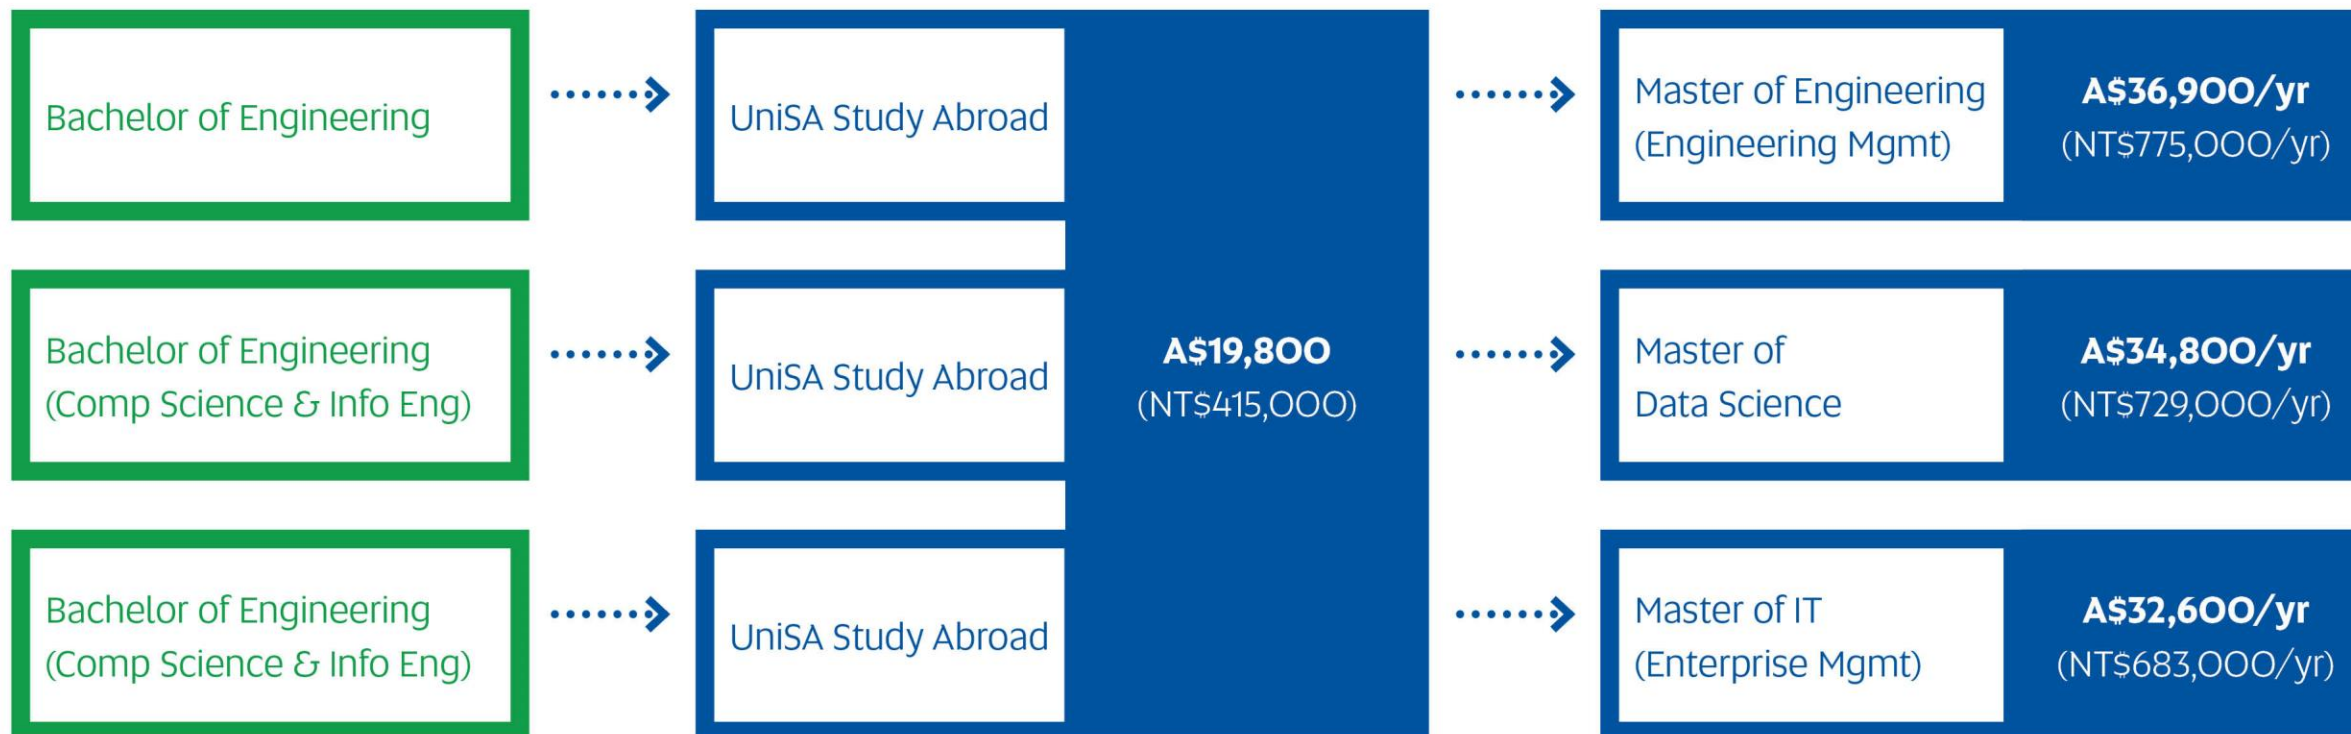 Bachelor of Engineering
UniSA Study Abroad
Master of Engineering
(Engineering Mgmt)
A$36,900/yr
(NT$775,000/yr)
Bachelor of Engineering
(Comp Science & Info Eng)
UniSA Study Abroad
A$19,800
(NT$415,000)
Master of
Data Science
A$34,800/yr
(NT$729,000/yr)
Bachelor of Engineering
(Comp Science & Info Eng)
UniSA Study Abroad
Master of IT
(Enterprise Mgmt)
A$32,600/yr
(NT$683,000/yr)